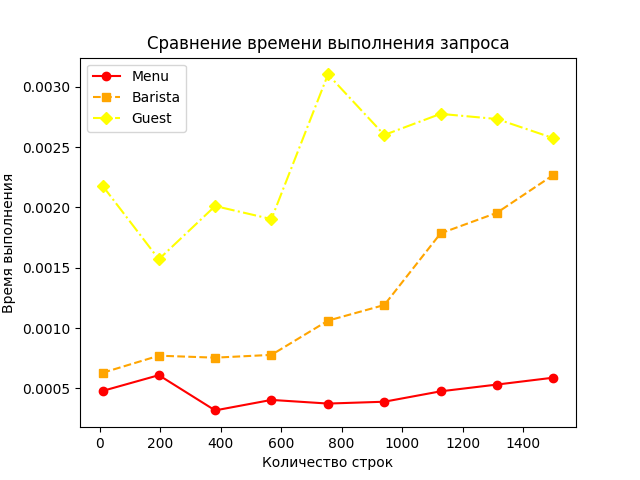 Сравнение времени выполнения запроса
Menu
Barista
Guest
0.0030
0.0025
0.0020
0.0015
0.0010
0.0005
Время выполнения
0 200 400 600 800 1000 1200 1400
Количество строк